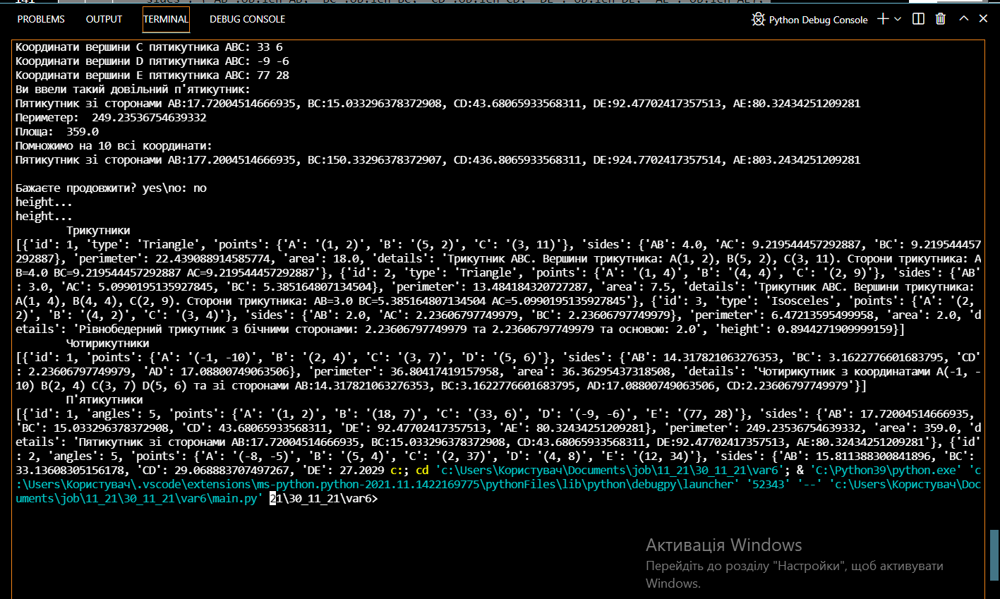 PROBLEMS OUTPUT TERMINAL DEBUG CONSOLE Python Debug Console
Координати вершини C пятикутника ABC: 33 6
Координати вершини D пятикутника ABC: -9 -6
Координати вершини E пятикутника ABC: 77 28
Ви ввели такий довільний п'ятикутник:
Пятикутник зі сторонами AB:17.72004514666935, BC:15.033296378372908, CD:43.68065933568311, DE:92.47702417357513, AE:80.32434251209281
Периметер:  249.23536754639332
Площа:  359.0
Помножимо на 10 всі координати:
Пятикутник зі сторонами AB:177.2004514666935, BC:150.33296378372907, CD:436.8065933568311, DE:924.7702417357514, AE:803.2434251209281
Бажаєте продовжити? yes\no: no
height...
height...
Трикутники
[{'id': 1, 'type': 'Triangle', 'points': {'A': '(1, 2)', 'B': '(5, 2)', 'C': '(3, 11)'}, 'sides': {'AB': 4.0, 'AC': 9.219544457292887, 'BC': 9.219544457
292887}, 'perimeter': 22.439088914585774, 'area': 18.0, 'details': 'Трикутник ABC. Вершини трикутника: A(1, 2), B(5, 2), C(3, 11). Сторони трикутника: A
B=4.0 BC=9.219544457292887 AC=9.219544457292887'}, {'id': 2, 'type': 'Triangle', 'points': {'A': '(1, 4)', 'B': '(4, 4)', 'C': '(2, 9)'}, 'sides': {'AB'
: 3.0, 'AC': 5.0990195135927845, 'BC': 5.385164807134504}, 'perimeter': 13.484184320727287, 'area': 7.5, 'details': 'Трикутник ABC. Вершини трикутника:
A(1, 4), B(4, 4), C(2, 9). Сторони трикутника: AB=3.0 BC=5.385164807134504 AC=5.0990195135927845'}, {'id': 3, 'type': 'Isosceles', 'points': {'A': '(2,
2)', 'B': '(4, 2)', 'C': '(3, 4)'}, 'sides': {'AB': 2.0, 'AC': 2.23606797749979, 'BC': 2.23606797749979}, 'perimeter': 6.47213595499958, 'area': 2.0, 'd
etails': 'Рівнобедерний трикутник з бічними сторонами: 2.23606797749979 та 2.23606797749979 та основою: 2.0', 'height': 0.8944271909999159}]
Чотирикутники
[{'id': 1, 'points': {'A': '(-1, -10)', 'B': '(2, 4)', 'C': '(3, 7)', 'D': '(5, 6)'}, 'sides': {'AB': 14.317821063276353, 'BC': 3.1622776601683795, 'CD'
: 2.23606797749979, 'AD': 17.08800749063506}, 'perimeter': 36.80417419157958, 'area': 36.36295437318508, 'details': 'Чотирикутник з координатами A(-1, -
10) B(2, 4) C(3, 7) D(5, 6) та зі сторонами AB:14.317821063276353, BC:3.1622776601683795, AD:17.08800749063506, CD:2.23606797749979'}]
П'ятикутники
[{'id': 1, 'angles': 5, 'points': {'A': '(1, 2)', 'B': '(18, 7)', 'C': '(33, 6)', 'D': '(-9, -6)', 'E': '(77, 28)'}, 'sides': {'AB': 17.72004514666935,
'BC': 15.033296378372908, 'CD': 43.68065933568311, 'DE': 92.47702417357513, 'AE': 80.32434251209281}, 'perimeter': 249.23536754639332, 'area': 359.0, 'd
etails': 'Пятикутник зі сторонами AB:17.72004514666935, BC:15.033296378372908, CD:43.68065933568311, DE:92.47702417357513, AE:80.32434251209281'}, {'id'
: 2, 'angles': 5, 'points': {'A': '(-8, -5)', 'B': '(5, 4)', 'C': '(2, 37)', 'D': '(4, 8)', 'E': '(12, 34)'}, 'sides': {'AB': 15.811388300841896, 'BC':
33.13608305156178, 'CD': 29.068883707497267, 'DE': 27.2029 c:; cd 'c:\Users\Користувач\Documents\job\11_21\30_11_21\var6'; & 'C:\Python39\python.exe' 'c
:\Users\Користувач\.vscode\extensions\ms-python.python-2021.11.1422169775\pythonFiles\lib\python\debugpy\launcher' '52343' '--' 'c:\Users\Користувач\Doc
uments\job\11_21\30_11_21\var6\main.py' 21\30_11_21\var6>
Активація Windows
Перейдіть до розділу "Настройки", щоб активувати
Windows.